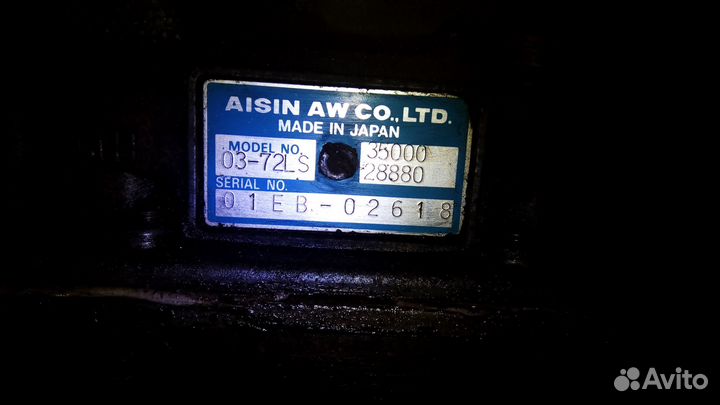 AISIN AW CO., LTD.
MADE IN JAPAN
MODEL NO.
03-72LS
35000
28880
SERIAL NO.
01EB-02618
Avito